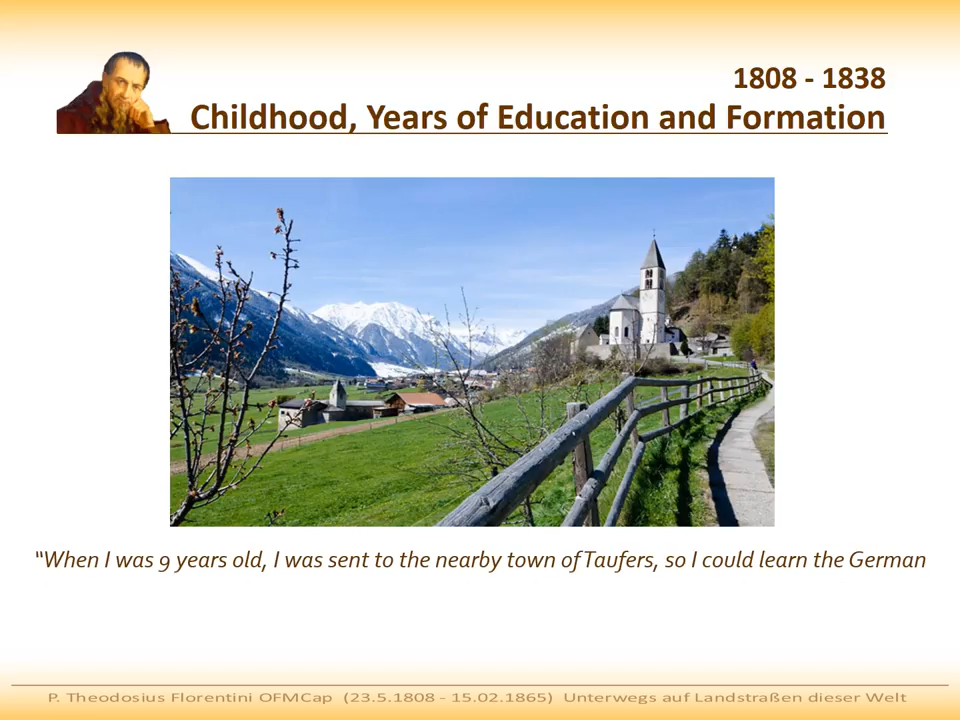 1808 - 1838
Childhood, Years of Education and Formation
“When I was 9 years old, I was sent to the nearby town of Taufers, so I could learn the German
P. Theodosius Florentini OFMCap (23.5.1808 - 15.02.1865) Unterwegs auf Landstraßen dieser Welt